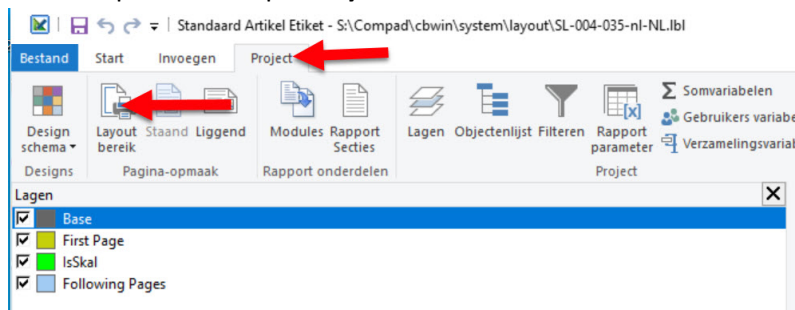 Standaard Artikel Etiket - S:\Compad\cbwin\system\layout\SL-004-035-nl-NL.lbl
Bestand Start Invoegen Project
Design schema
Layout bereik
Staand
Liggend
Modules
Rapport Secties
Lagen
Objectenlijst
Filteren
Rapport parameter
Somvariabelen
Gebruikers variabe
Verzamelingsvariab
Designs
Pagina-opmaak
Rapport onderdelen
Project
Lagen
Base
First Page
IsSkal
Following Pages